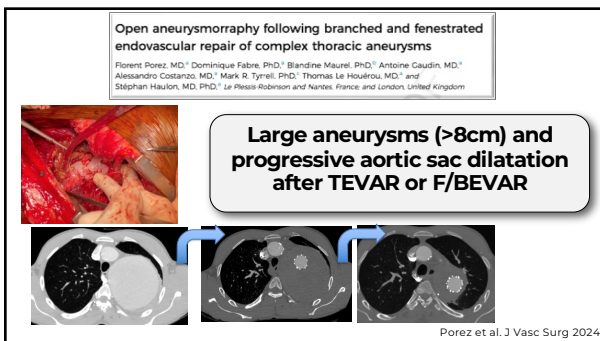 Open aneurysmorraphy following branched and fenestrated
endovascular repair of complex thoracic aneurysms
Florent Porez, MD,ᵃ Dominique Fabre, PhD,ᵃ Blandine Maurel, PhD,ᵇ Antoine Gaudin, MD,ᵃ
Alessandro Costanzo, MD,ᵃ Mark R. Tyrrell, PhD,ᶜ Thomas Le Houérou, MD,ᵃ and
Stéphan Haulon, MD, PhD,ᵃ Le Plessis-Robinson and Nantes, France; and London, United Kingdom
Large aneurysms (>8cm) and
progressive aortic sac dilatation
after TEVAR or F/BEVAR
Porez et al. J Vasc Surg 2024